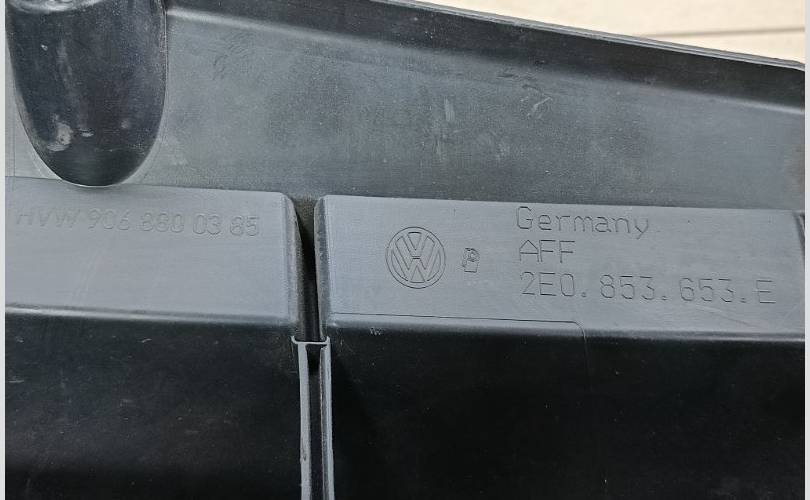 HVW 906 880 03 85
Germany
AFF
2E0.853.653.E